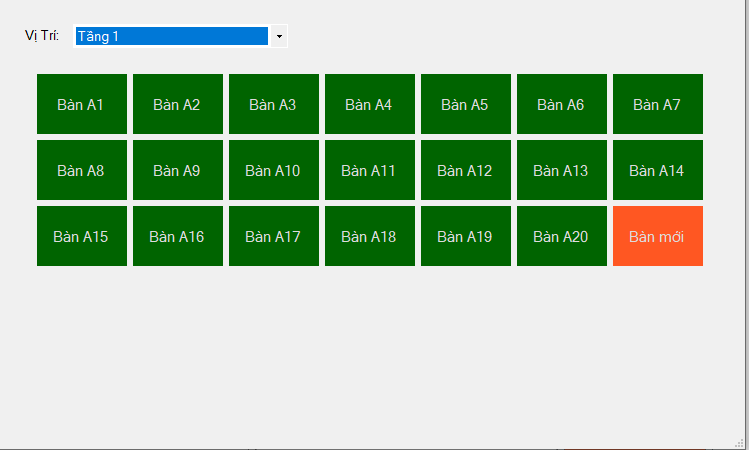 Vị Trí: Tầng 1
Bàn A1 Bàn A2 Bàn A3 Bàn A4 Bàn A5 Bàn A6 Bàn A7
Bàn A8 Bàn A9 Bàn A10 Bàn A11 Bàn A12 Bàn A13 Bàn A14
Bàn A15 Bàn A16 Bàn A17 Bàn A18 Bàn A19 Bàn A20 Bàn mới